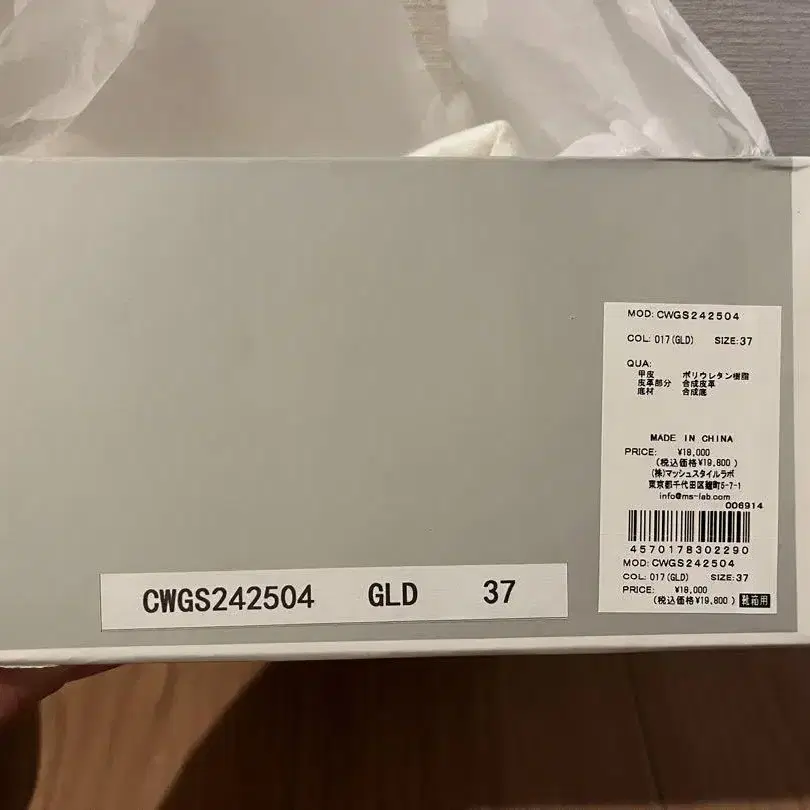 MOD: CWGS242504
COL: 017(GLD) SIZE: 37
QUA:
甲皮 ポリウレタン樹脂
皮革部分 合成皮革
底材 合成底
MADE IN CHINA
PRICE: ¥18,000
(税込価格¥19,800 )
(株)マッシュスタイルラボ
東京都千代田区麹町5-7-1
info@ms-lab.com
006914
4570178302290
MOD: CWGS242504
COL: 017(GLD) SIZE: 37
PRICE: ¥18,000
(税込価格¥19,800 ) 靴箱用
CWGS242504 GLD 37